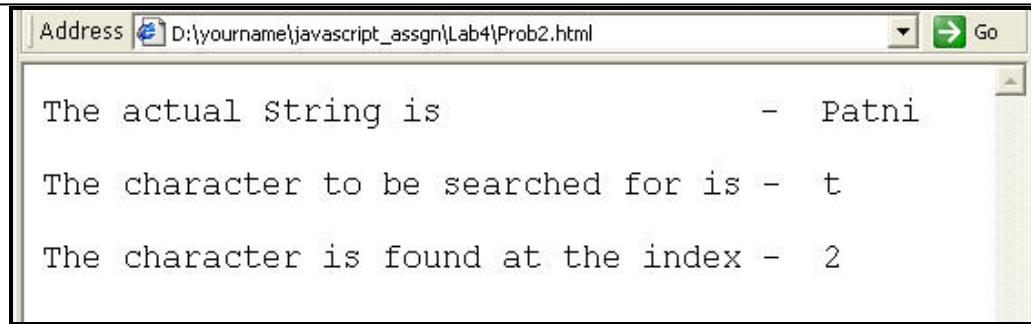 Address D:\yourname\javascript_assgn\Lab4\Prob2.html Go
The actual String is - Patni
The character to be searched for is - t
The character is found at the index - 2